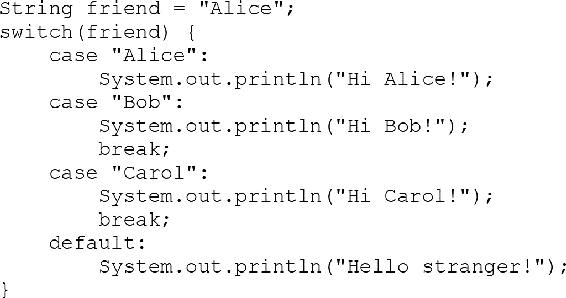 String friend = "Alice";
switch(friend) {
    case "Alice":
        System.out.println("Hi Alice!");
    case "Bob":
        System.out.println("Hi Bob!");
        break;
    case "Carol":
        System.out.println("Hi Carol!");
        break;
    default:
        System.out.println("Hello stranger!");
}